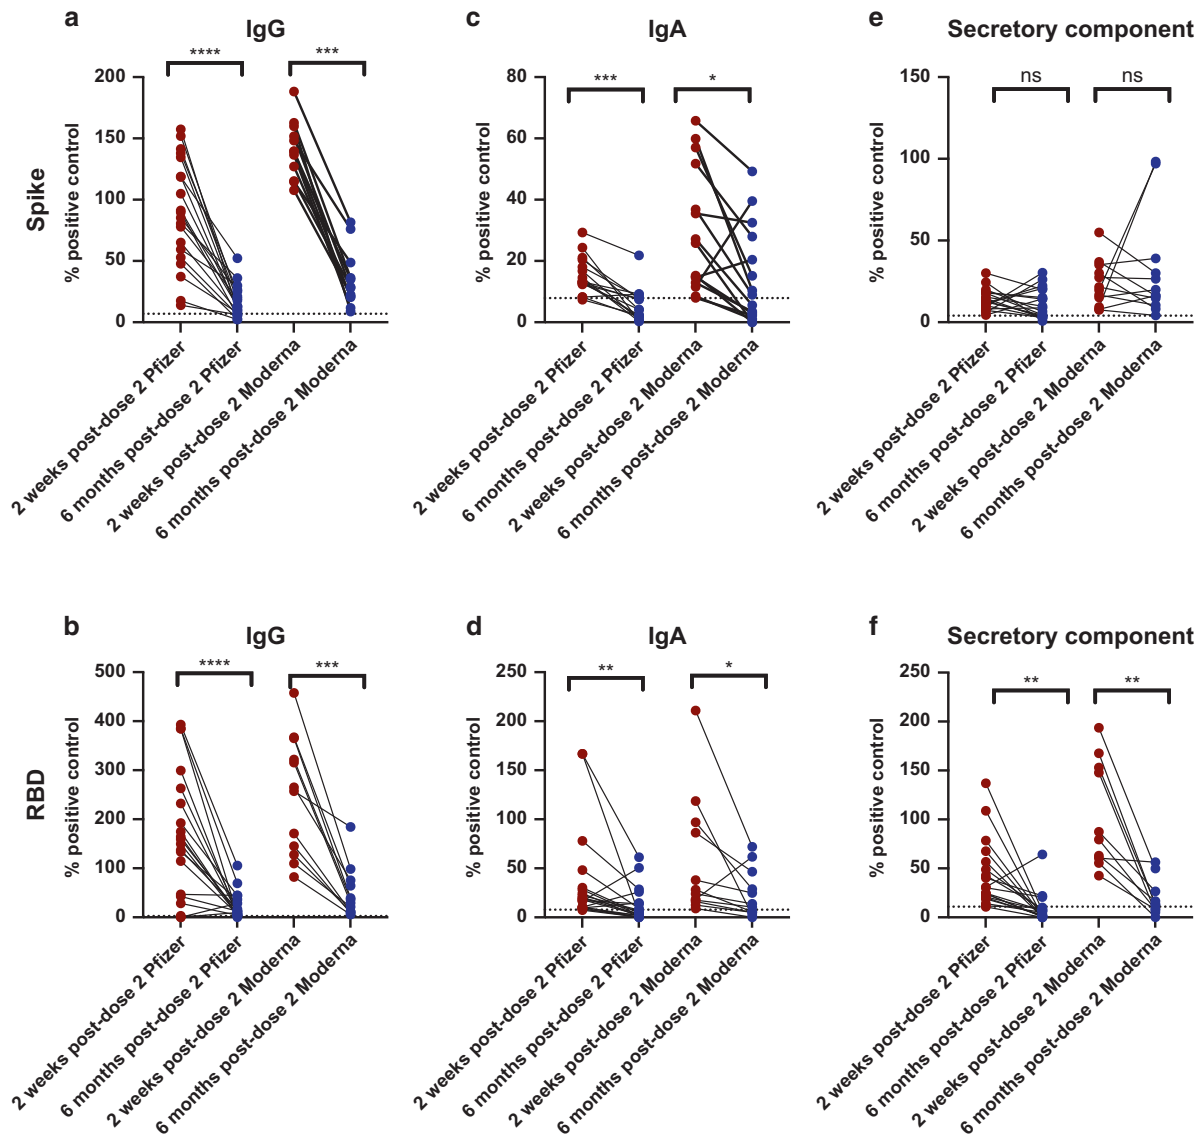 a
IgG
Spike
% positive control
200
150
100
50
0
****
***
2 weeks post-dose 2 Pfizer
6 months post-dose 2 Pfizer
2 weeks post-dose 2 Moderna
6 months post-dose 2 Moderna
c
IgA
% positive control
80
60
40
20
0
***
*
2 weeks post-dose 2 Pfizer
6 months post-dose 2 Pfizer
2 weeks post-dose 2 Moderna
6 months post-dose 2 Moderna
e
Secretory component
% positive control
150
100
50
0
ns
ns
2 weeks post-dose 2 Pfizer
6 months post-dose 2 Pfizer
2 weeks post-dose 2 Moderna
6 months post-dose 2 Moderna
b
IgG
RBD
% positive control
500
400
300
200
100
0
****
***
2 weeks post-dose 2 Pfizer
6 months post-dose 2 Pfizer
2 weeks post-dose 2 Moderna
6 months post-dose 2 Moderna
d
IgA
% positive control
250
200
150
100
50
0
**
*
2 weeks post-dose 2 Pfizer
6 months post-dose 2 Pfizer
2 weeks post-dose 2 Moderna
6 months post-dose 2 Moderna
f
Secretory component
% positive control
250
200
150
100
50
0
**
**
2 weeks post-dose 2 Pfizer
6 months post-dose 2 Pfizer
2 weeks post-dose 2 Moderna
6 months post-dose 2 Moderna